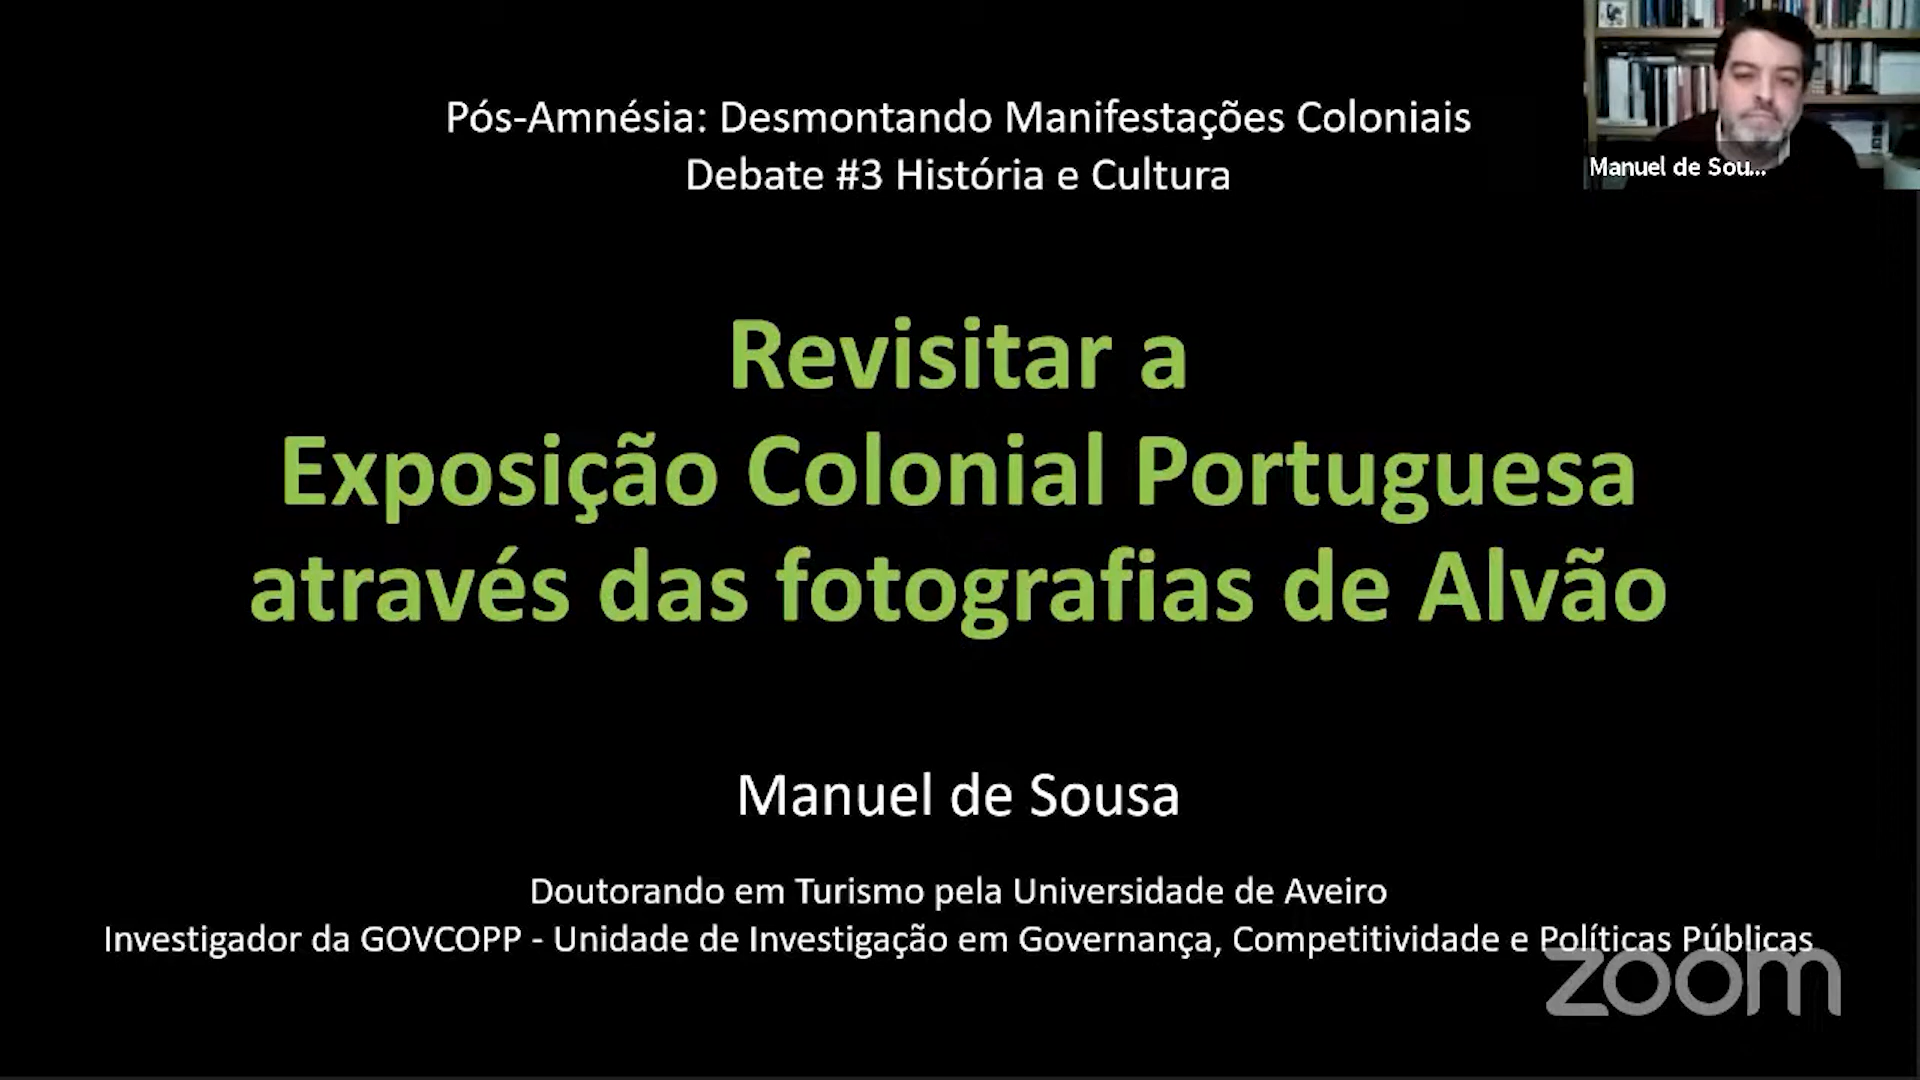 Pós-Amnésia: Desmontando Manifestações Coloniais
Debate #3 História e Cultura
Manuel de Sou...
Revisitar a
Exposição Colonial Portuguesa
através das fotografias de Alvão
Manuel de Sousa
Doutorando em Turismo pela Universidade de Aveiro
Investigador da GOVCOPP - Unidade de Investigação em Governança, Competitividade e Políticas Públicas
zoom